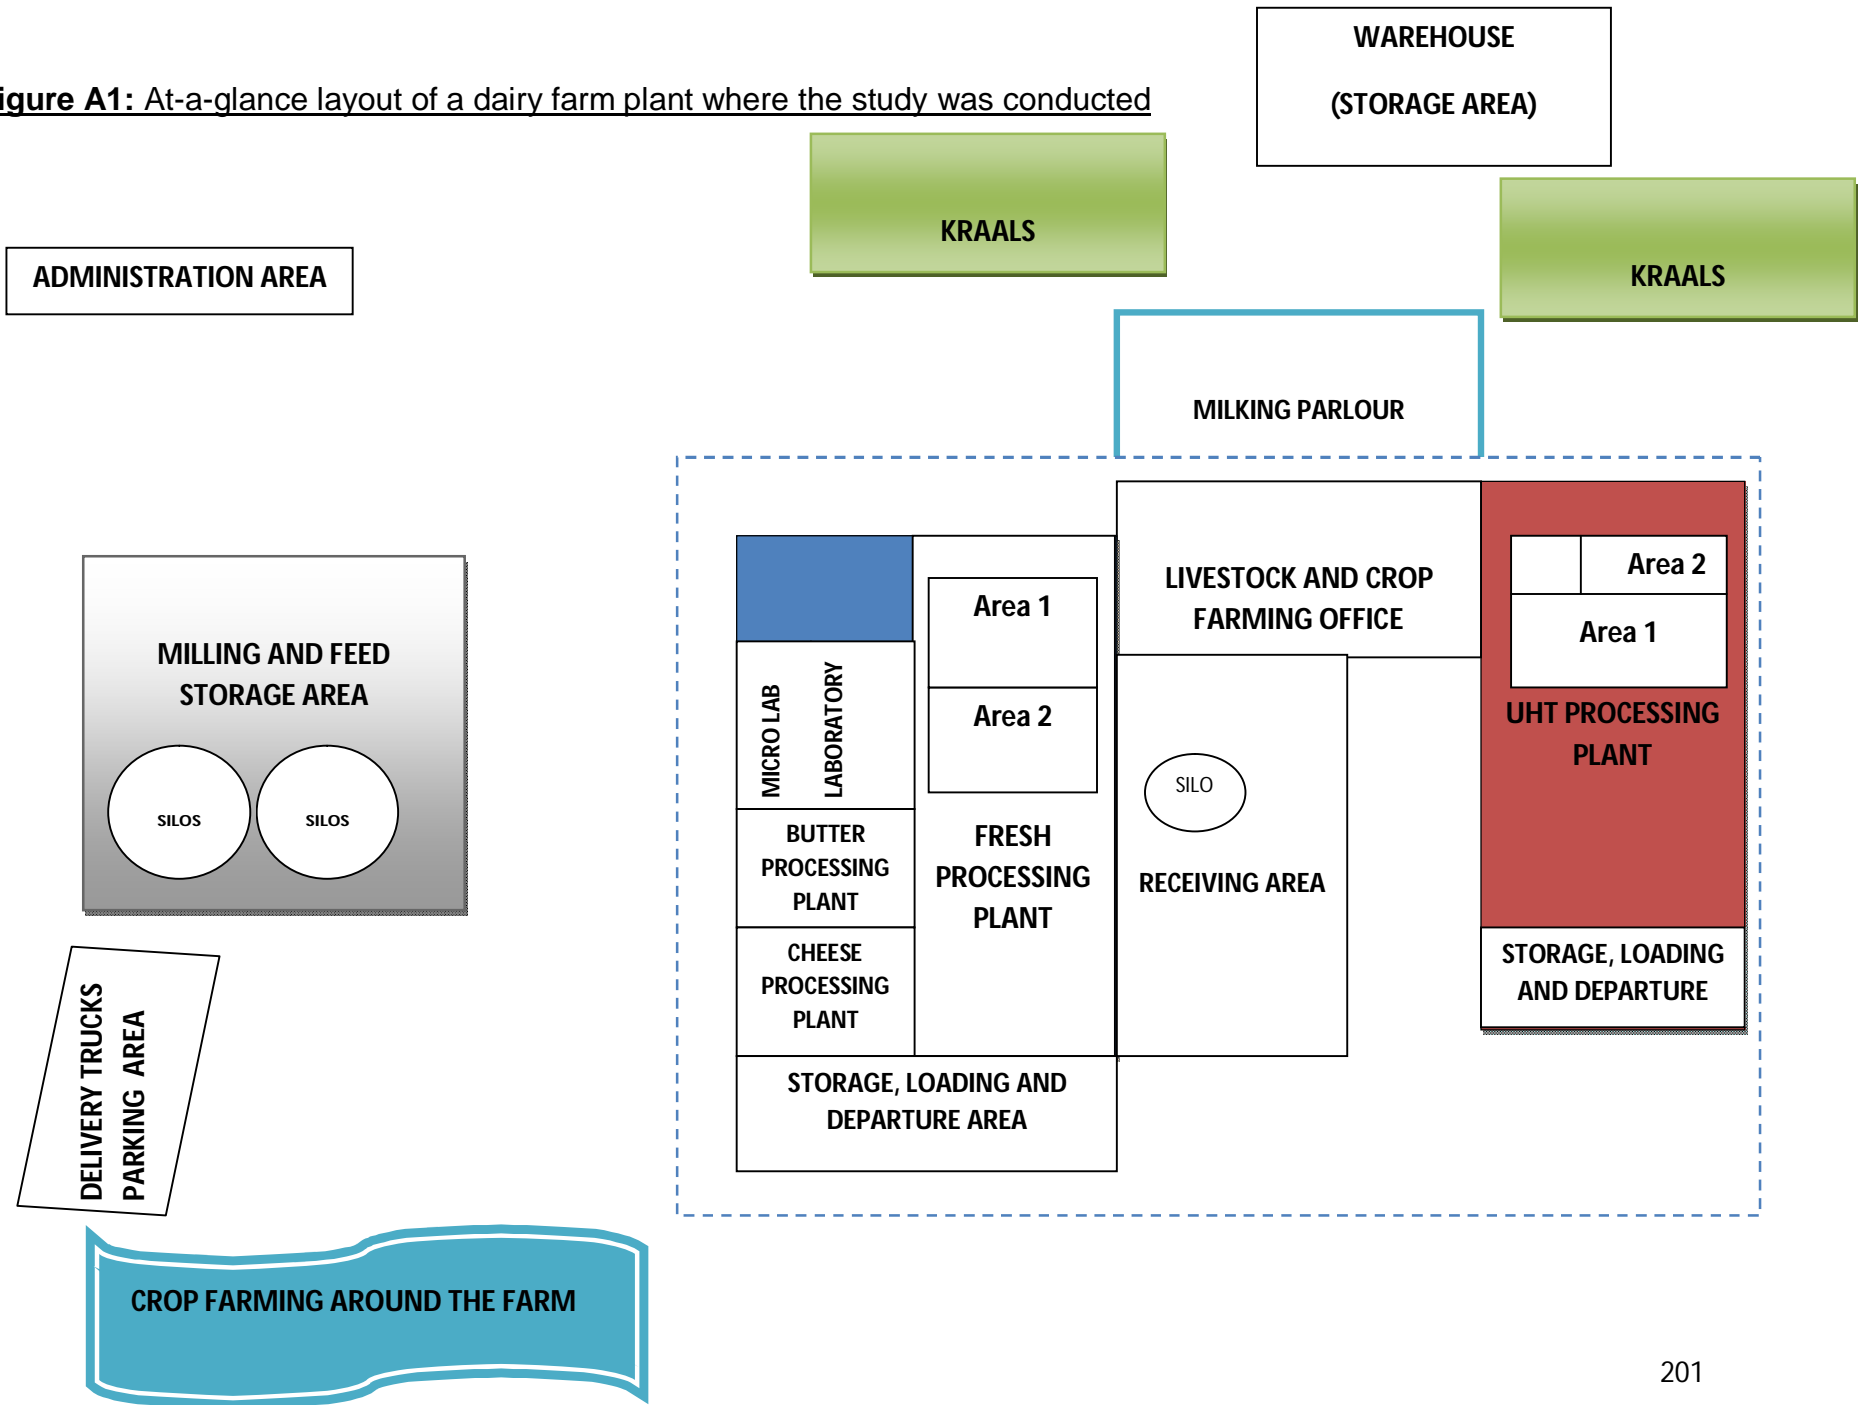 WAREHOUSE
(STORAGE AREA)
igure A1: At-a-glance layout of a dairy farm plant where the study was conducted
KRAALS
KRAALS
ADMINISTRATION AREA
MILKING PARLOUR
MILLING AND FEED
STORAGE AREA
SILOS
SILOS
MICRO LAB
LABORATORY
BUTTER
PROCESSING
PLANT
CHEESE
PROCESSING
PLANT
Area 1
Area 2
FRESH
PROCESSING
PLANT
STORAGE, LOADING AND
DEPARTURE AREA
LIVESTOCK AND CROP
FARMING OFFICE
SILO
RECEIVING AREA
Area 2
Area 1
UHT PROCESSING
PLANT
STORAGE, LOADING
AND DEPARTURE
DELIVERY TRUCKS
PARKING AREA
CROP FARMING AROUND THE FARM
201